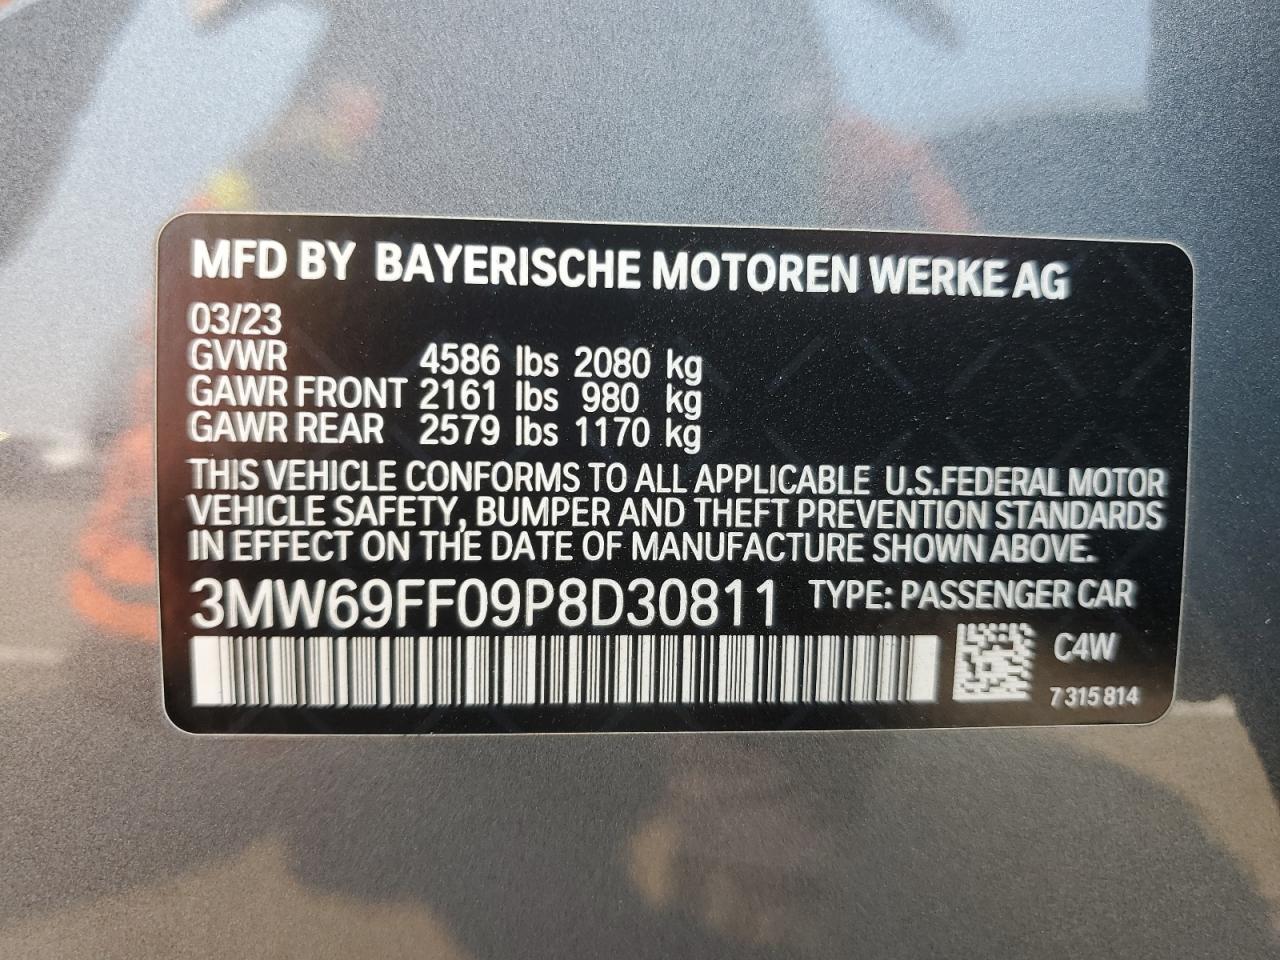 MFD BY BAYERISCHE MOTOREN WERKE AG
03/23
GVWR 4586 lbs 2080 kg
GAWR FRONT 2161 lbs 980 kg
GAWR REAR 2579 lbs 1170 kg
THIS VEHICLE CONFORMS TO ALL APPLICABLE U.S.FEDERAL MOTOR
VEHICLE SAFETY, BUMPER AND THEFT PREVENTION STANDARDS
IN EFFECT ON THE DATE OF MANUFACTURE SHOWN ABOVE.
3MW69FF09P8D30811 TYPE: PASSENGER CAR
C4W
7 315 814